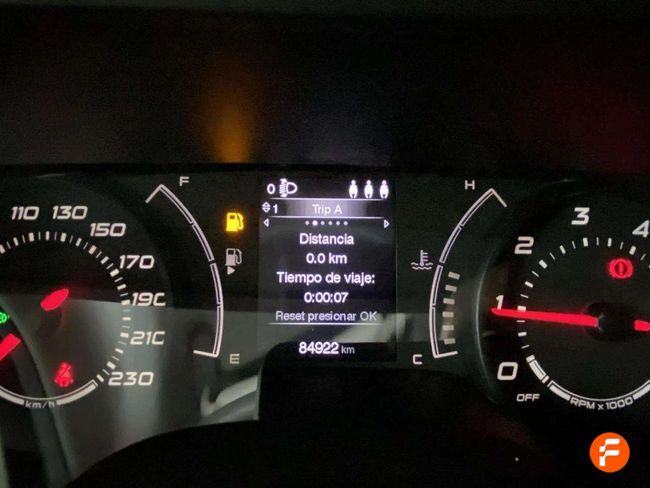 0
1 Trip A
Distancia
0.0 km
Tiempo de viaje:
0:00:07
Reset presionar OK
84922 km
F
E
H
C
110 130 150 170 190 210 230
km/h
0 1 2 3 4
OFF
RPM x 1000